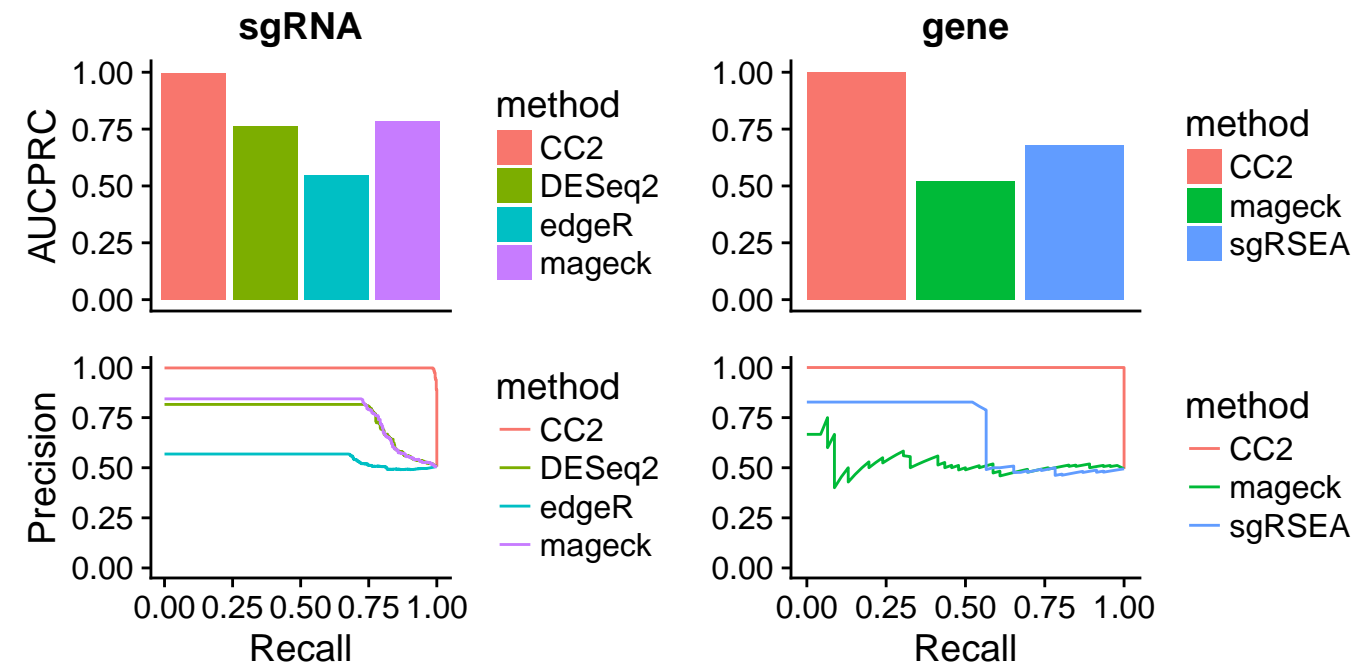 sgRNA
gene
AUCPRC
1.00
0.75
0.50
0.25
0.00
method
CC2
DESeq2
edgeR
mageck
1.00
0.75
0.50
0.25
0.00
method
CC2
mageck
sgRSEA
Precision
1.00
0.75
0.50
0.25
0.00
0.00 0.25 0.50 0.75 1.00
Recall
method
CC2
DESeq2
edgeR
mageck
1.00
0.75
0.50
0.25
0.00
0.00 0.25 0.50 0.75 1.00
Recall
method
CC2
mageck
sgRSEA